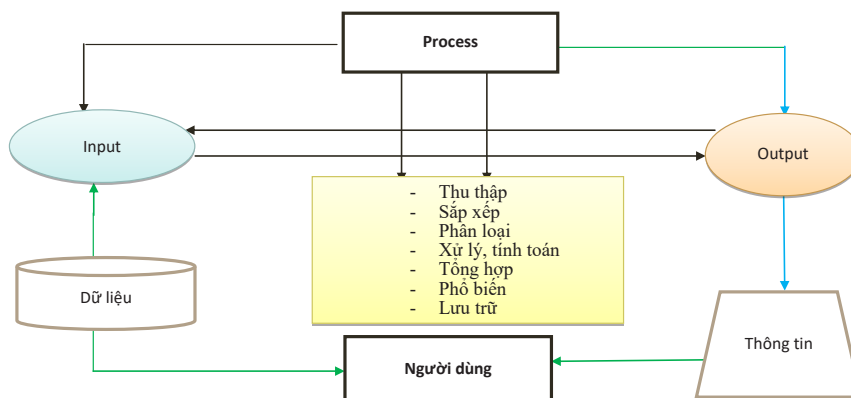 Process
Input
Output
- Thu thập
- Sắp xếp
- Phân loại
- Xử lý, tính toán
- Tổng hợp
- Phổ biến
- Lưu trữ
Dữ liệu
Thông tin
Người dùng